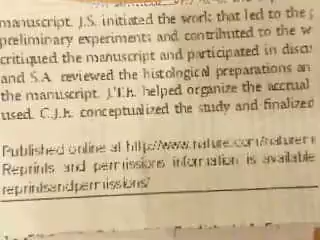 manuscript. J.S. initiated the work that led to the
preliminary experiments and contributed to the w
critiqued the manuscript and participated in discu
and S.A. reviewed the histological preparations an
the manuscript. J.T.h. helped organize the accrual
used. C.J.h. conceptualized the study and finalized
Published online at http://www.nature.com/naturer
Reprints and permissions information is available
reprintsandpermissions/